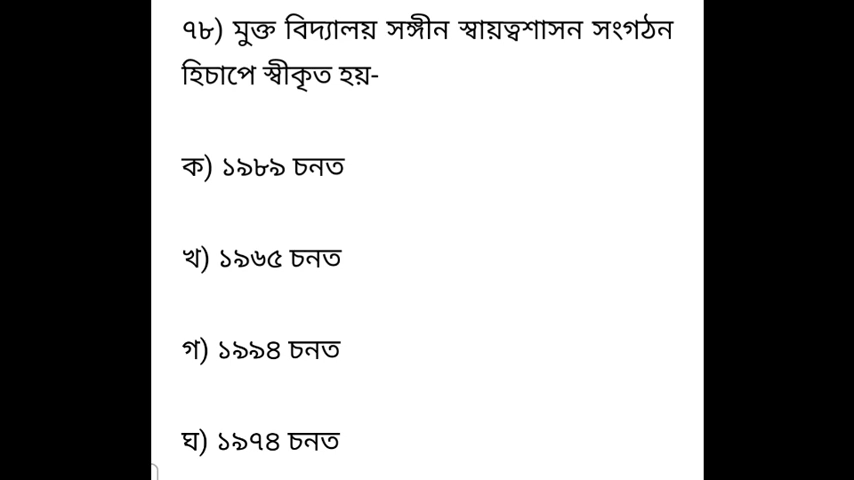 ৭৮) মুক্ত বিদ্যালয় সঙ্গীন স্বায়ত্বশাসন সংগঠন
হিচাপে স্বীকৃত হয়-
ক) ১৯৮৯ চনত
খ) ১৯৬৫ চনত
গ) ১৯৯৪ চনত
ঘ) ১৯৭৪ চনত